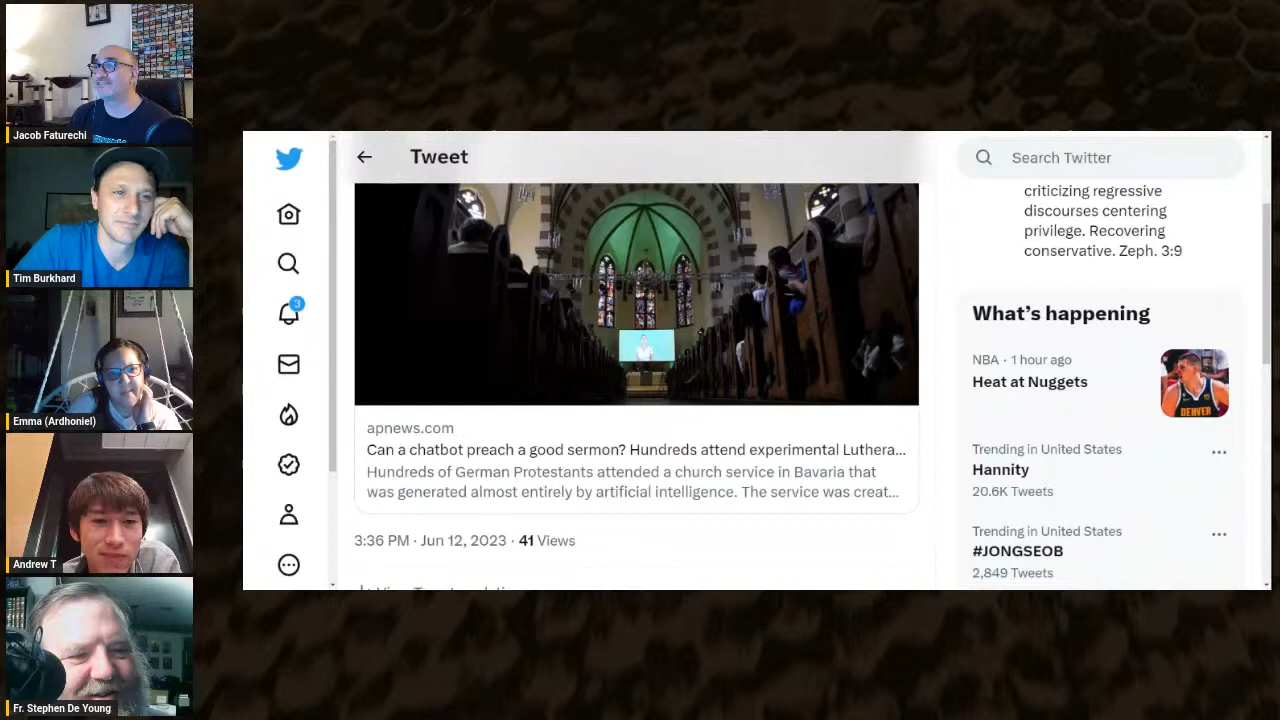 Jacob Faturechi
Tim Burkhard
Emma (Ardhoniel)
Andrew T
Fr. Stephen De Young
3
Tweet
apnews.com
Can a chatbot preach a good sermon? Hundreds attend experimental Luthera...
Hundreds of German Protestants attended a church service in Bavaria that
was generated almost entirely by artificial intelligence. The service was creat...
3:36 PM · Jun 12, 2023 · 41 Views
Search Twitter
criticizing regressive
discourses centering
privilege. Recovering
conservative. Zeph. 3:9
What's happening
NBA · 1 hour ago
Heat at Nuggets
DENVER
Trending in United States
Hannity
20.6K Tweets
Trending in United States
#JONGSEOB
2,849 Tweets